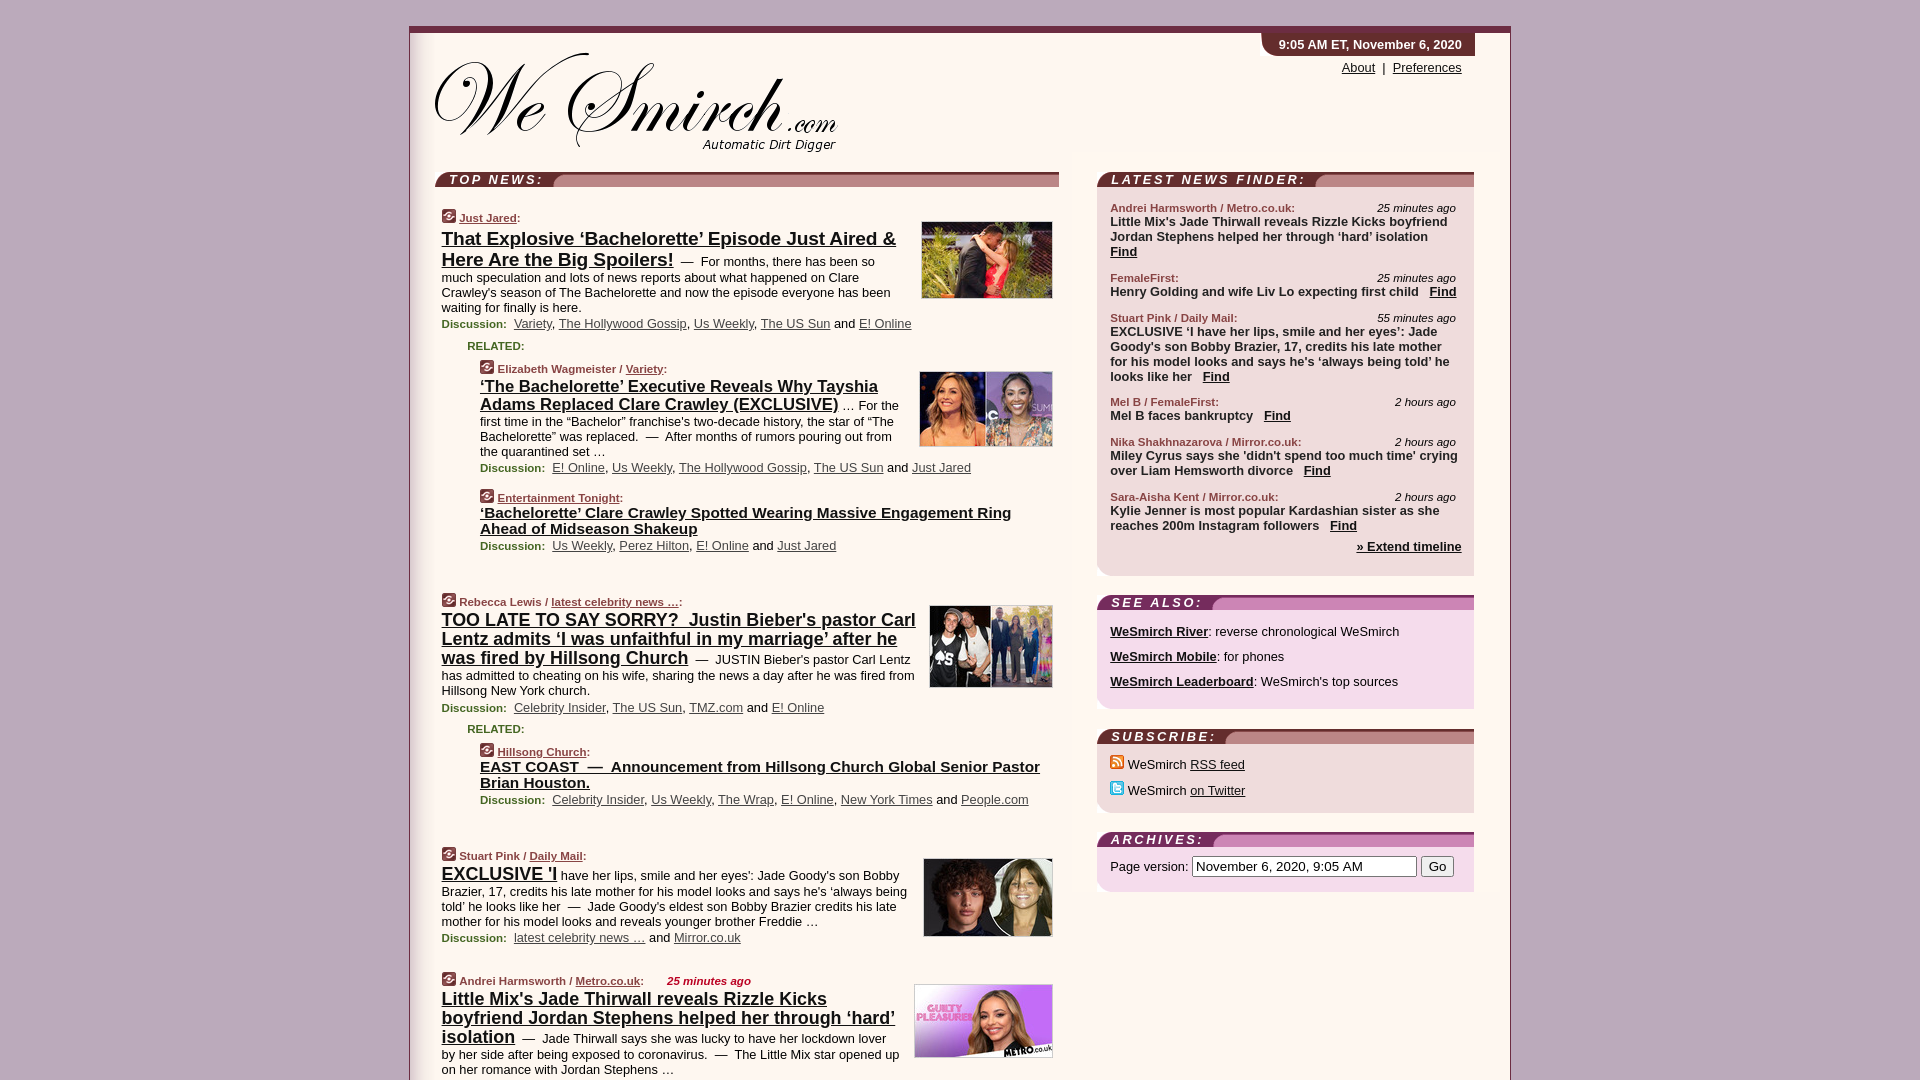 9:05 AM ET, November 6, 2020
About | Preferences
We Smirch .com
Automatic Dirt Digger
TOP NEWS:
Just Jared:
That Explosive ‘Bachelorette’ Episode Just Aired &
Here Are the Big Spoilers! — For months, there has been so
much speculation and lots of news reports about what happened on Clare
Crawley's season of The Bachelorette and now the episode everyone has been
waiting for finally is here.
Discussion: Variety, The Hollywood Gossip, Us Weekly, The US Sun and E! Online
RELATED:
Elizabeth Wagmeister / Variety:
‘The Bachelorette’ Executive Reveals Why Tayshia
Adams Replaced Clare Crawley (EXCLUSIVE) … For the
first time in the “Bachelor” franchise's two-decade history, the star of “The
Bachelorette” was replaced. — After months of rumors pouring out from
the quarantined set …
Discussion: E! Online, Us Weekly, The Hollywood Gossip, The US Sun and Just Jared
Entertainment Tonight:
‘Bachelorette’ Clare Crawley Spotted Wearing Massive Engagement Ring
Ahead of Midseason Shakeup
Discussion: Us Weekly, Perez Hilton, E! Online and Just Jared
Rebecca Lewis / latest celebrity news …:
TOO LATE TO SAY SORRY? Justin Bieber's pastor Carl
Lentz admits ‘I was unfaithful in my marriage’ after he
was fired by Hillsong Church — JUSTIN Bieber's pastor Carl Lentz
has admitted to cheating on his wife, sharing the news a day after he was fired from
Hillsong New York church.
Discussion: Celebrity Insider, The US Sun, TMZ.com and E! Online
RELATED:
Hillsong Church:
EAST COAST — Announcement from Hillsong Church Global Senior Pastor
Brian Houston.
Discussion: Celebrity Insider, Us Weekly, The Wrap, E! Online, New York Times and People.com
Stuart Pink / Daily Mail:
EXCLUSIVE 'I have her lips, smile and her eyes': Jade Goody's son Bobby
Brazier, 17, credits his late mother for his model looks and says he's ‘always being
told’ he looks like her — Jade Goody's eldest son Bobby Brazier credits his late
mother for his model looks and reveals younger brother Freddie …
Discussion: latest celebrity news … and Mirror.co.uk
Andrei Harmsworth / Metro.co.uk: 25 minutes ago
Little Mix's Jade Thirwall reveals Rizzle Kicks
boyfriend Jordan Stephens helped her through ‘hard’
isolation — Jade Thirwall says she was lucky to have her lockdown lover
by her side after being exposed to coronavirus. — The Little Mix star opened up
on her romance with Jordan Stephens …
GUILTY
PLEASURES
METRO.co.uk
LATEST NEWS FINDER:
Andrei Harmsworth / Metro.co.uk: 25 minutes ago
Little Mix's Jade Thirwall reveals Rizzle Kicks boyfriend
Jordan Stephens helped her through ‘hard’ isolation
Find
FemaleFirst: 25 minutes ago
Henry Golding and wife Liv Lo expecting first child Find
Stuart Pink / Daily Mail: 55 minutes ago
EXCLUSIVE ‘I have her lips, smile and her eyes’: Jade
Goody's son Bobby Brazier, 17, credits his late mother
for his model looks and says he's ‘always being told’ he
looks like her Find
Mel B / FemaleFirst: 2 hours ago
Mel B faces bankruptcy Find
Nika Shakhnazarova / Mirror.co.uk: 2 hours ago
Miley Cyrus says she 'didn't spend too much time' crying
over Liam Hemsworth divorce Find
Sara-Aisha Kent / Mirror.co.uk: 2 hours ago
Kylie Jenner is most popular Kardashian sister as she
reaches 200m Instagram followers Find
» Extend timeline
SEE ALSO:
WeSmirch River: reverse chronological WeSmirch
WeSmirch Mobile: for phones
WeSmirch Leaderboard: WeSmirch's top sources
SUBSCRIBE:
WeSmirch RSS feed
WeSmirch on Twitter
ARCHIVES:
Page version: November 6, 2020, 9:05 AM Go